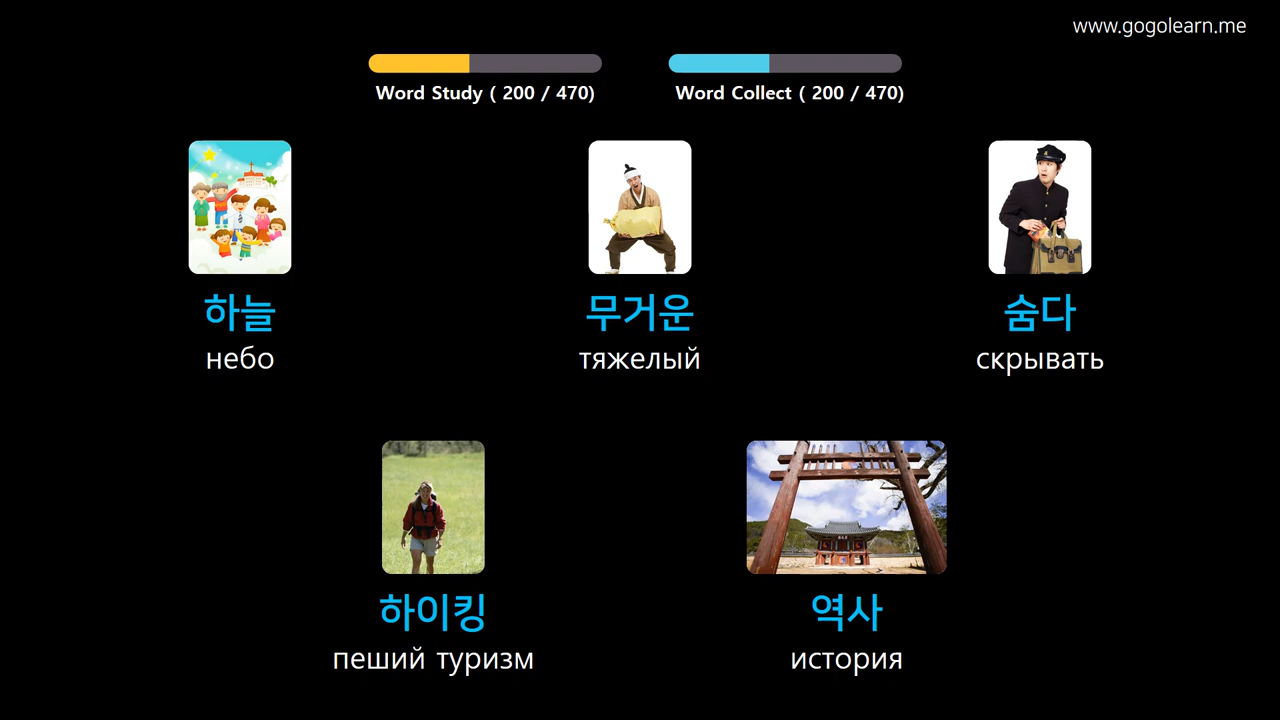 www.gogolearn.me
Word Study ( 200 / 470)
Word Collect ( 200 / 470)
하늘
небо
무거운
тяжелый
숨다
скрывать
하이킹
пеший туризм
역사
история